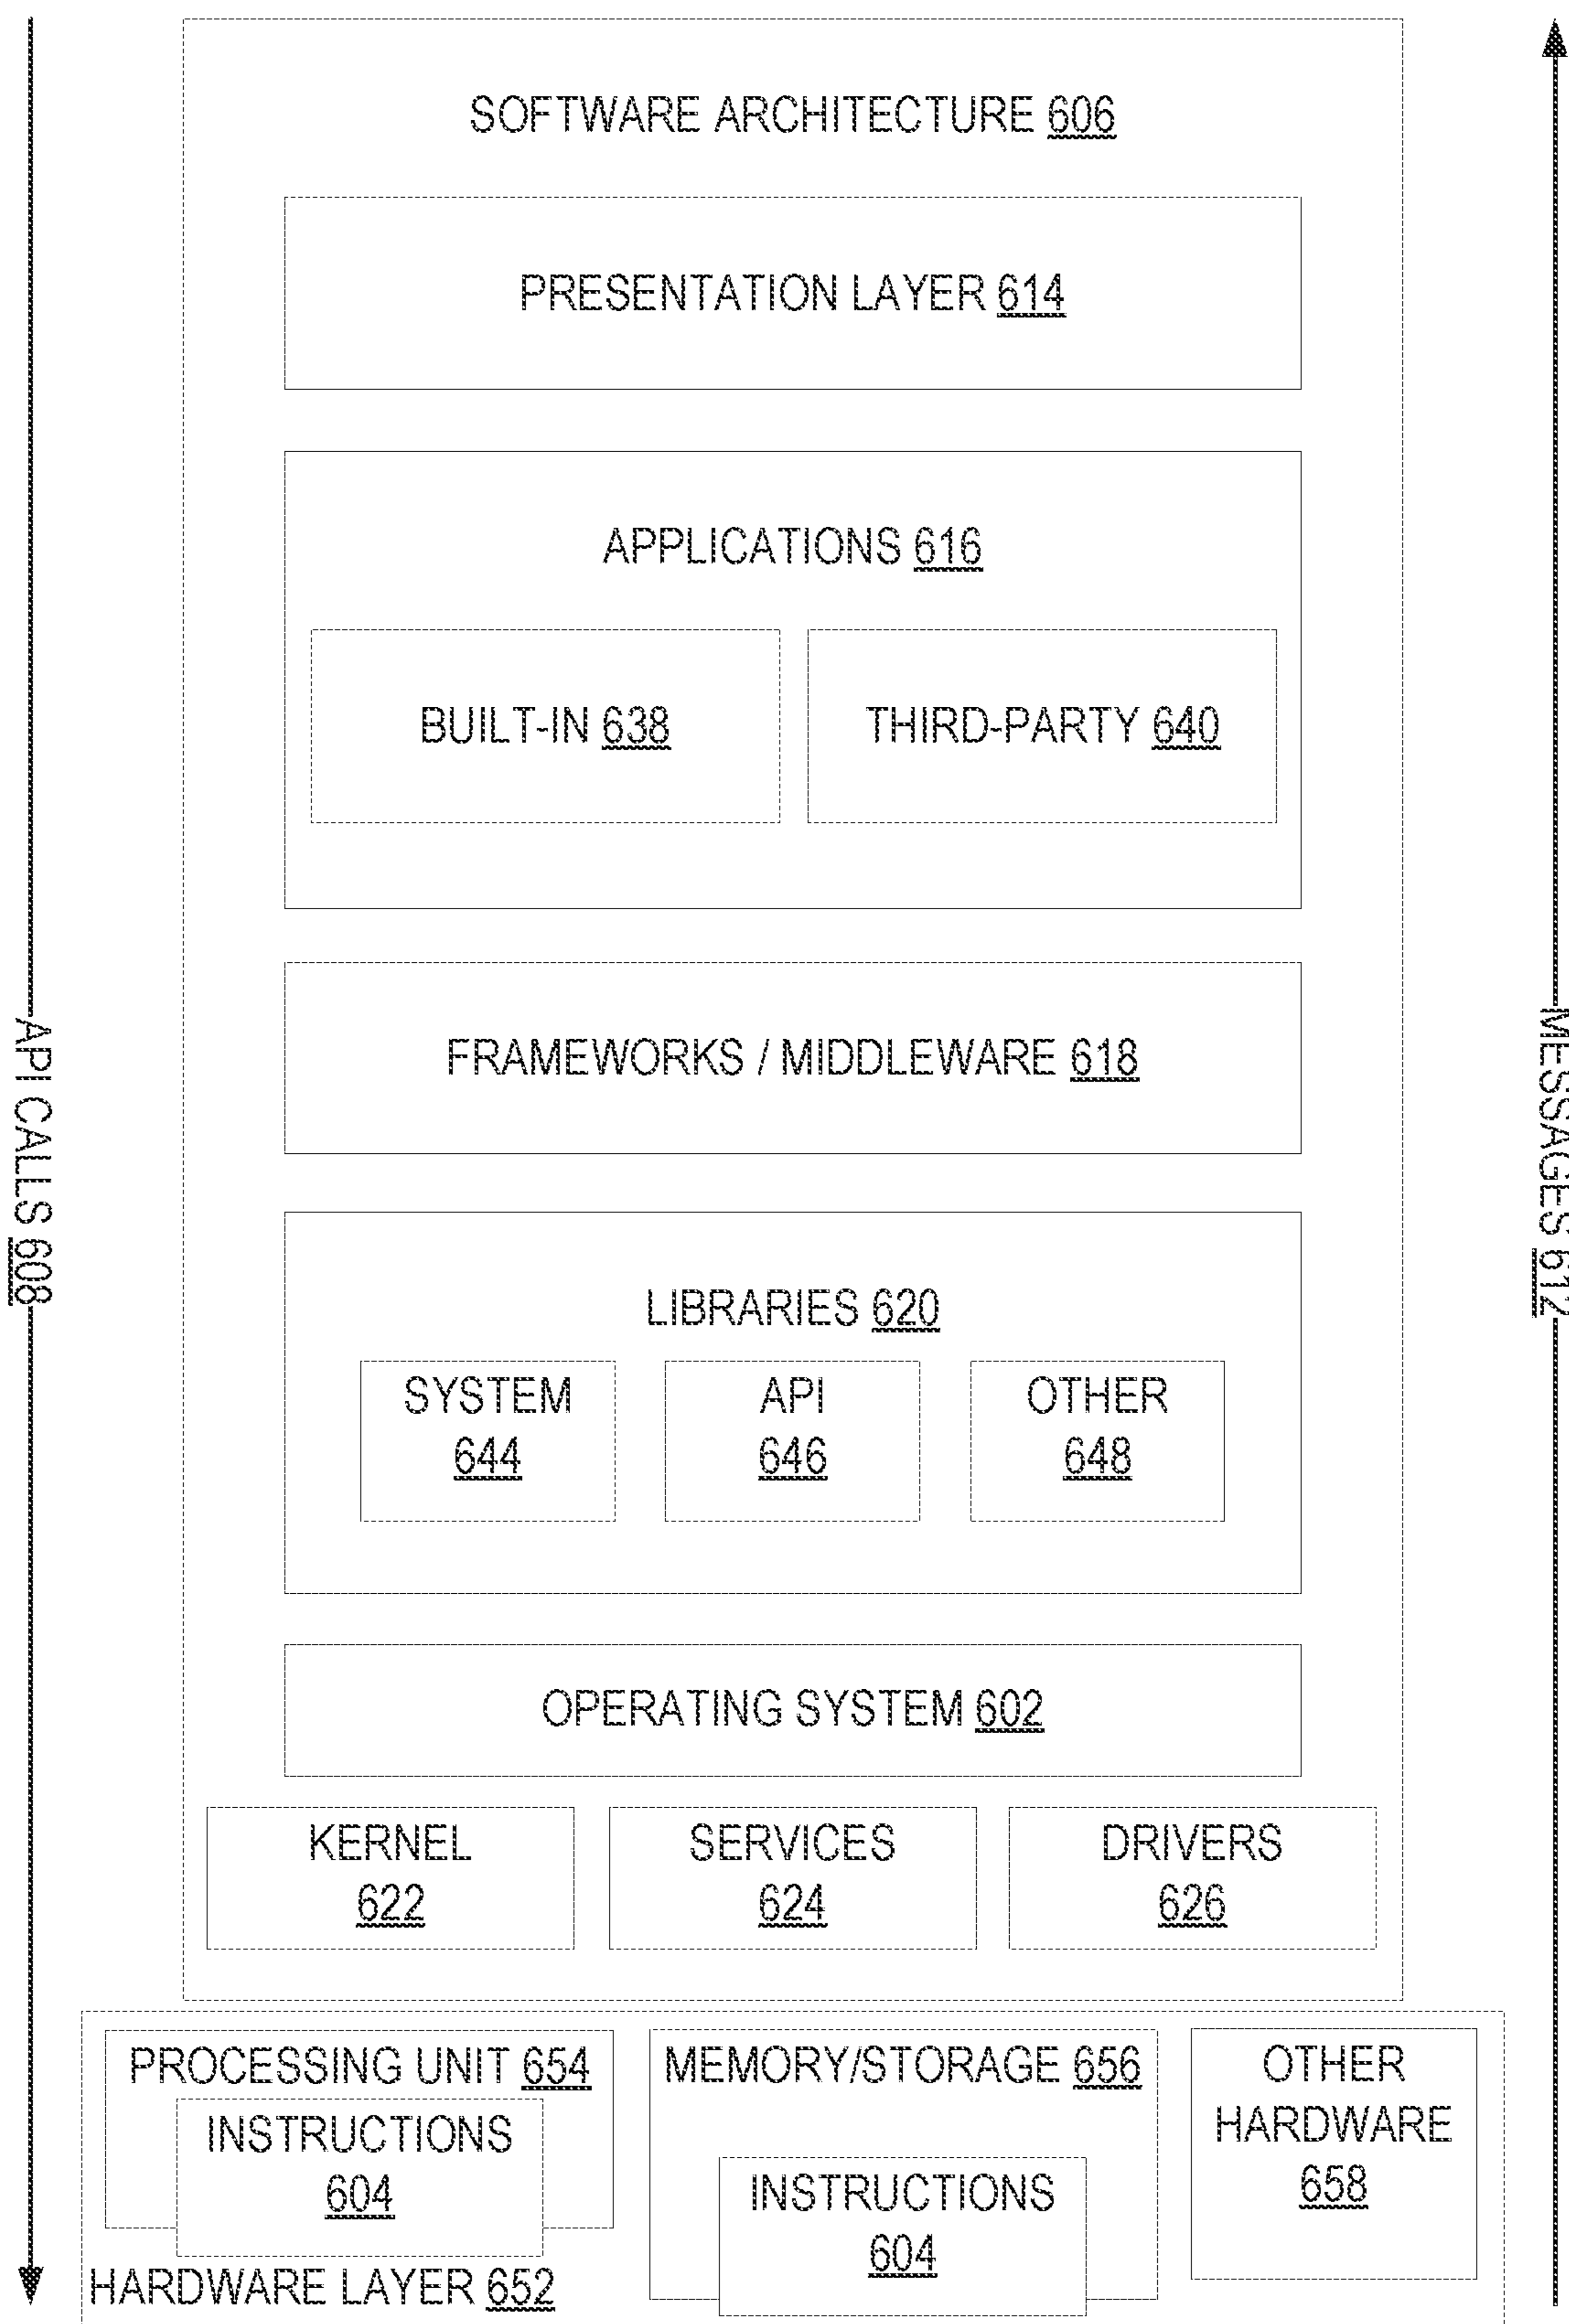 SOFTWARE ARCHITECTURE 606
PRESENTATION LAYER 614
APPLICATIONS 616
BUILT-IN 638
THIRD-PARTY 640
FRAMEWORKS / MIDDLEWARE 618
API CALLS 608
MESSAGES 612
LIBRARIES 620
SYSTEM
644
API
646
OTHER
648
OPERATING SYSTEM 602
KERNEL
622
SERVICES
624
DRIVERS
626
PROCESSING UNIT 654
INSTRUCTIONS
604
MEMORY/STORAGE 656
INSTRUCTIONS
604
OTHER
HARDWARE
658
HARDWARE LAYER 652